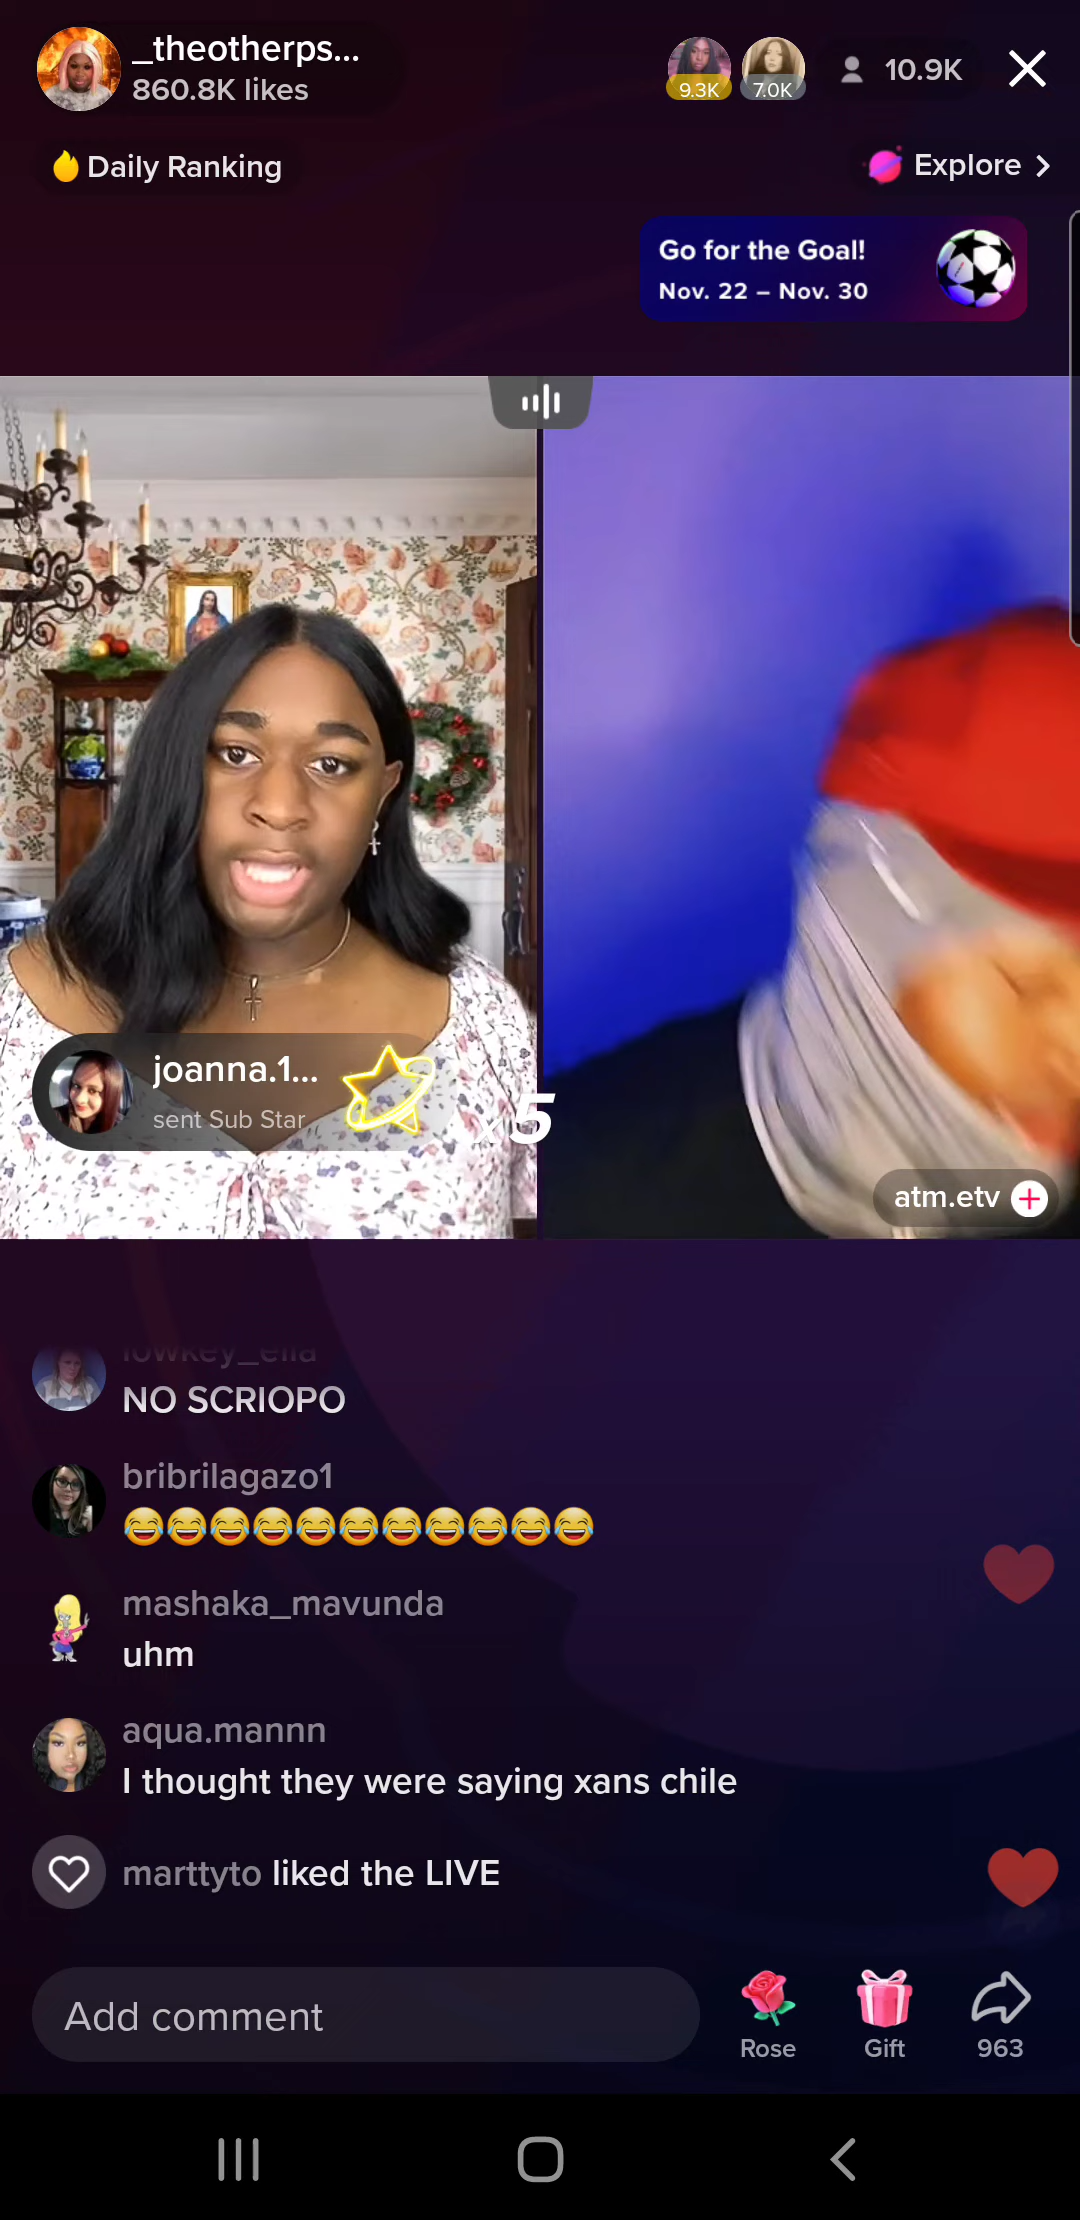 _theotherps...
860.8K likes
9.3K
7.0K
10.9K
Daily Ranking
Explore
Go for the Goal!
Nov. 22 – Nov. 30
joanna.1...
sent Sub Star
x5
atm.etv
lowkey_ella
NO SCRIOPO
bribrilagazo1
😂😂😂😂😂😂😂😂😂😂😂
mashaka_mavunda
uhm
aqua.mannn
I thought they were saying xans chile
marttyto liked the LIVE
Add comment
Rose
Gift
963